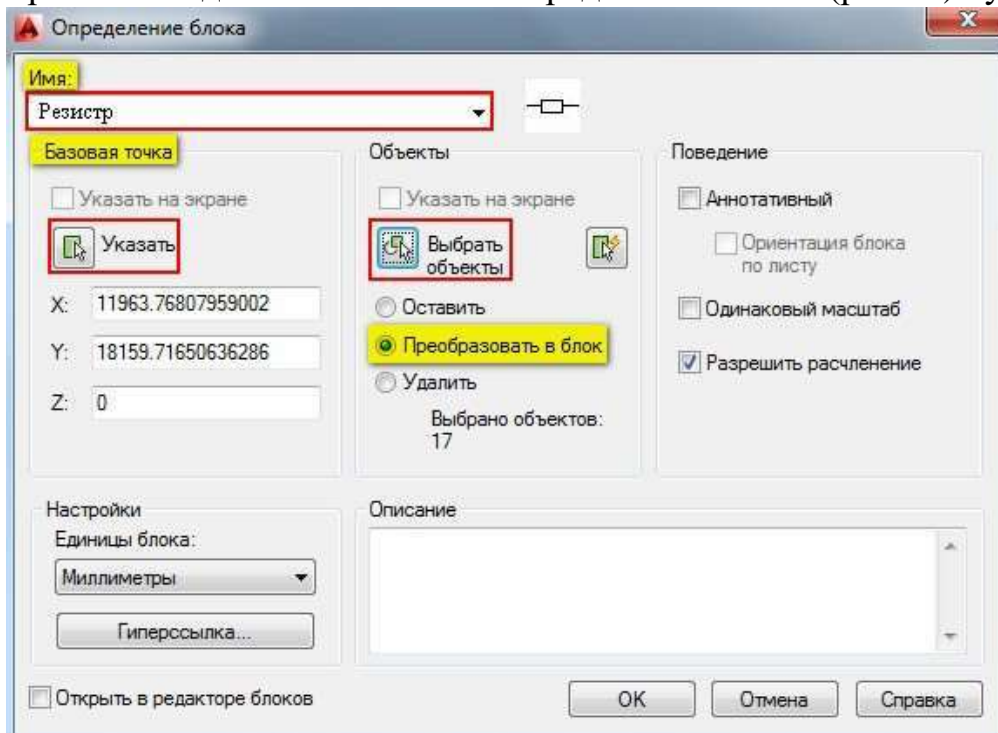 Определение блока
Имя:
Резистр
Базовая точка
Указать на экране
Указать
X: 11963.76807959002
Y: 18159.71650636286
Z: 0
Объекты
Указать на экране
Выбрать
объекты
Оставить
Преобразовать в блок
Удалить
Выбрано объектов:
17
Поведение
Аннотативный
Ориентация блока
по листу
Одинаковый масштаб
Разрешить расчленение
Настройки
Единицы блока:
Миллиметры
Гиперссылка...
Описание
Открыть в редакторе блоков
OK
Отмена
Справка